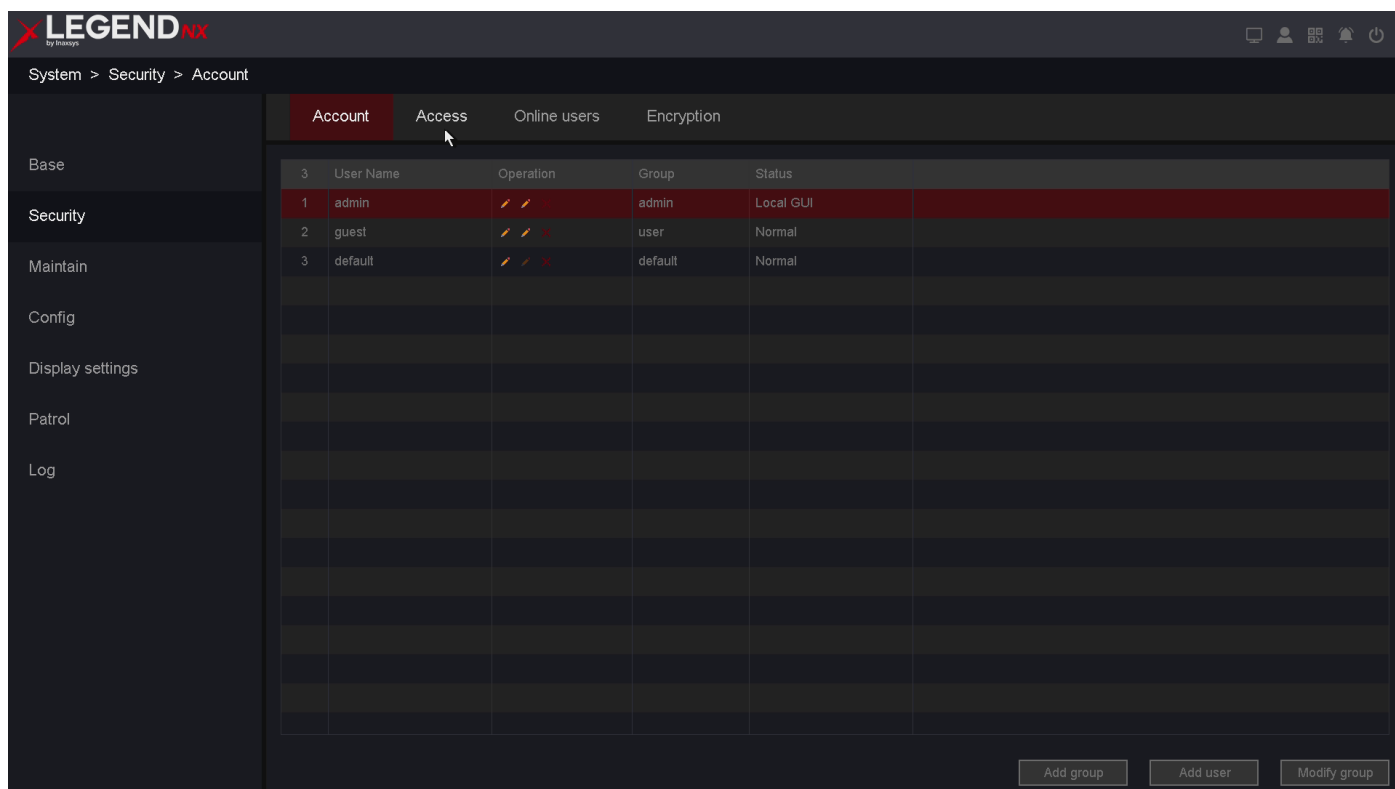 XLEGEND NX
by Inaxsys
System > Security > Account
Account Access Online users Encryption
Base
Security
Maintain
Config
Display settings
Patrol
Log
3 User Name Operation Group Status
1 admin admin Local GUI
2 guest user Normal
3 default default Normal
Add group Add user Modify group